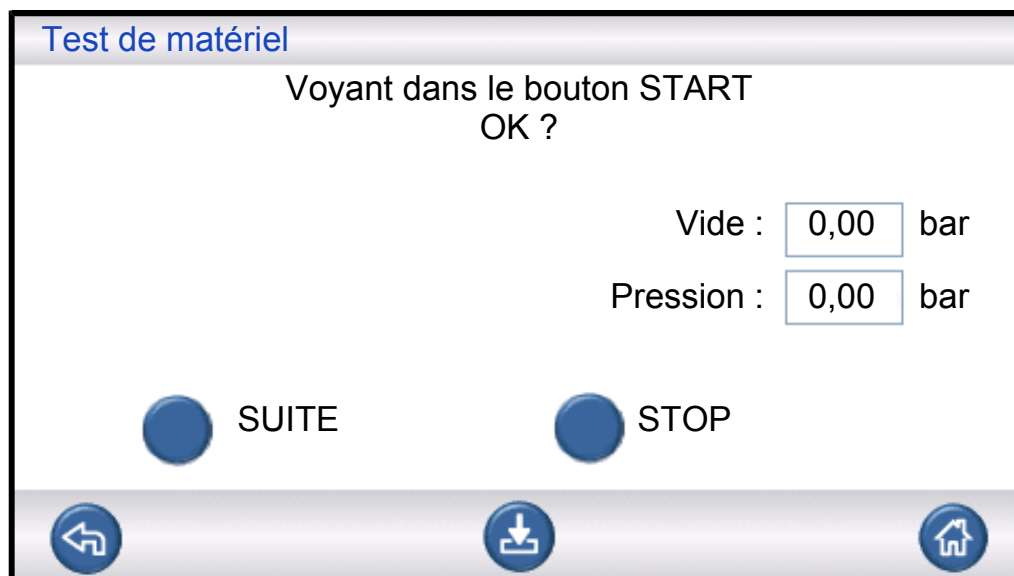 Test de matériel
Voyant dans le bouton START
OK ?
Vide : 0,00 bar
Pression : 0,00 bar
SUITE STOP